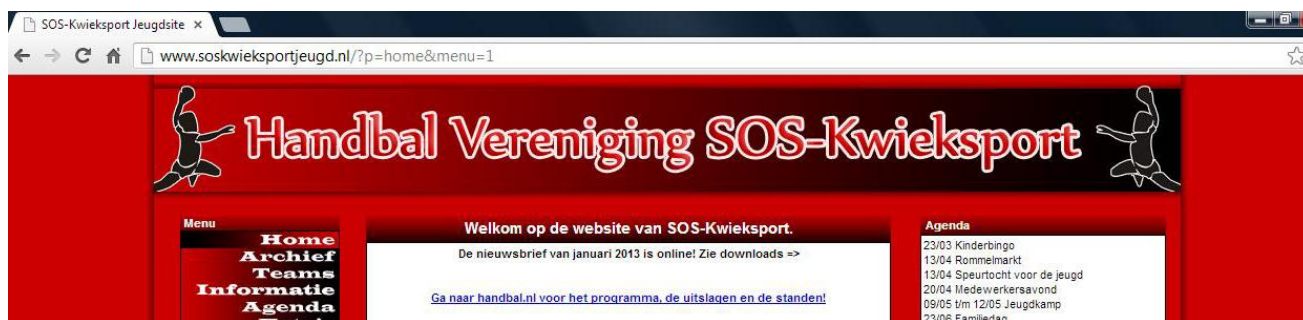 SOS-Kwieksport Jeugdsite ×
www.soskwieksportjeugd.nl/?p=home&menu=1
Handbal Vereniging SOS-Kwieksport
Menu
Home
Archief
Teams
Informatie
Agenda
Welkom op de website van SOS-Kwieksport.
De nieuwsbrief van januari 2013 is online! Zie downloads =>
Ga naar handbal.nl voor het programma, de uitslagen en de standen!
Agenda
23/03 Kinderbingo
13/04 Rommelmarkt
13/04 Speurtocht voor de jeugd
20/04 Medewerkersavond
09/05 t/m 12/05 Jeugdkamp
23/06 Familiedag